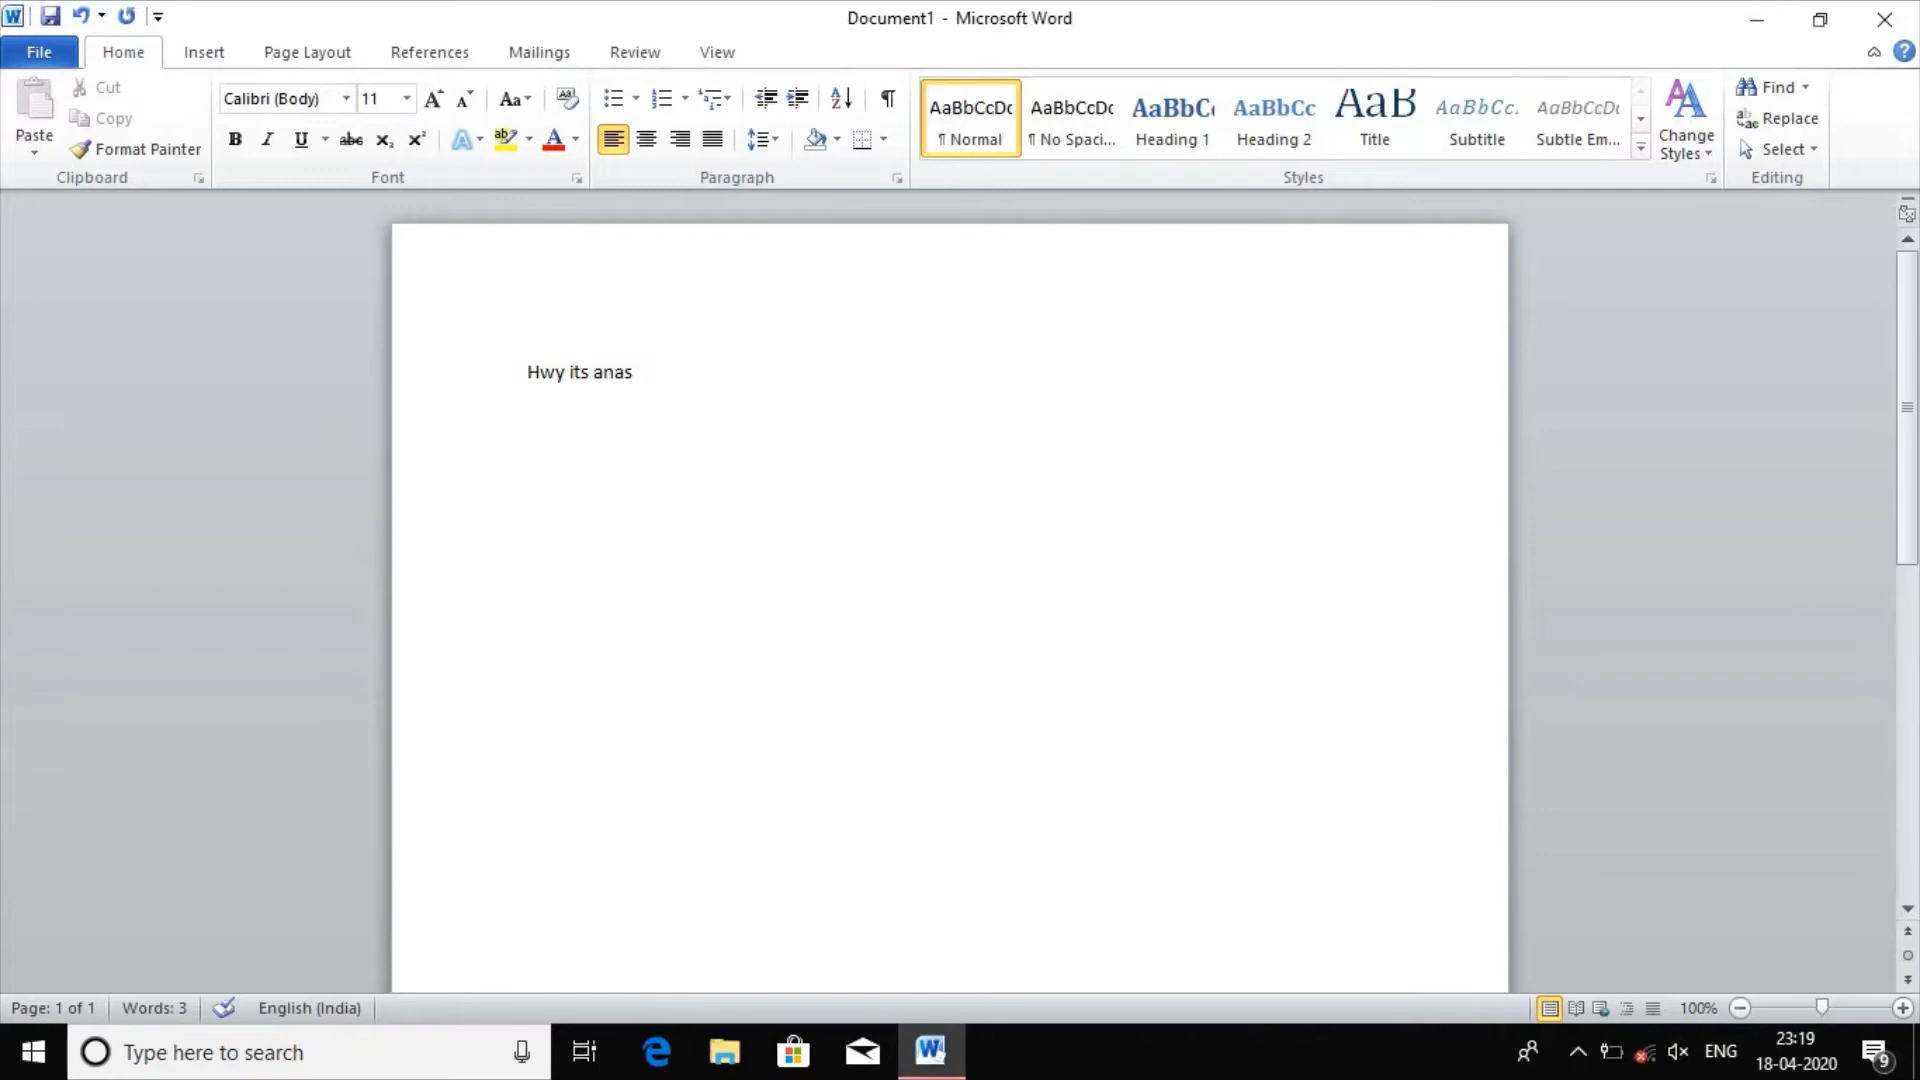 Document1 - Microsoft Word
File Home Insert Page Layout References Mailings Review View
Paste
Cut
Copy
Format Painter
Clipboard
Calibri (Body) 11
Font
Paragraph
AaBbCcDc AaBbCcDc AaBbC AaBbCc AaB AaBbCc. AaBbCcDc
¶ Normal ¶ No Spaci... Heading 1 Heading 2 Title Subtitle Subtle Em...
Styles
Change
Styles
Find
Replace
Select
Editing
Hwy its anas
Page: 1 of 1 Words: 3 English (India) 100%
Type here to search
ENG
23:19
18-04-2020
9